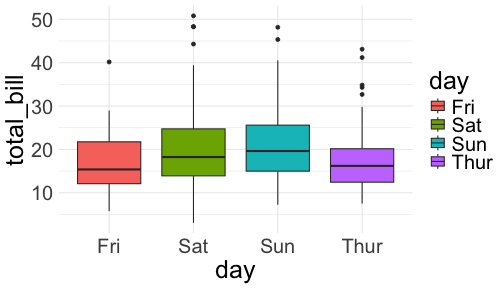 50
40
30
20
10
total_bill
Fri Sat Sun Thur
day
day
Fri
Sat
Sun
Thur